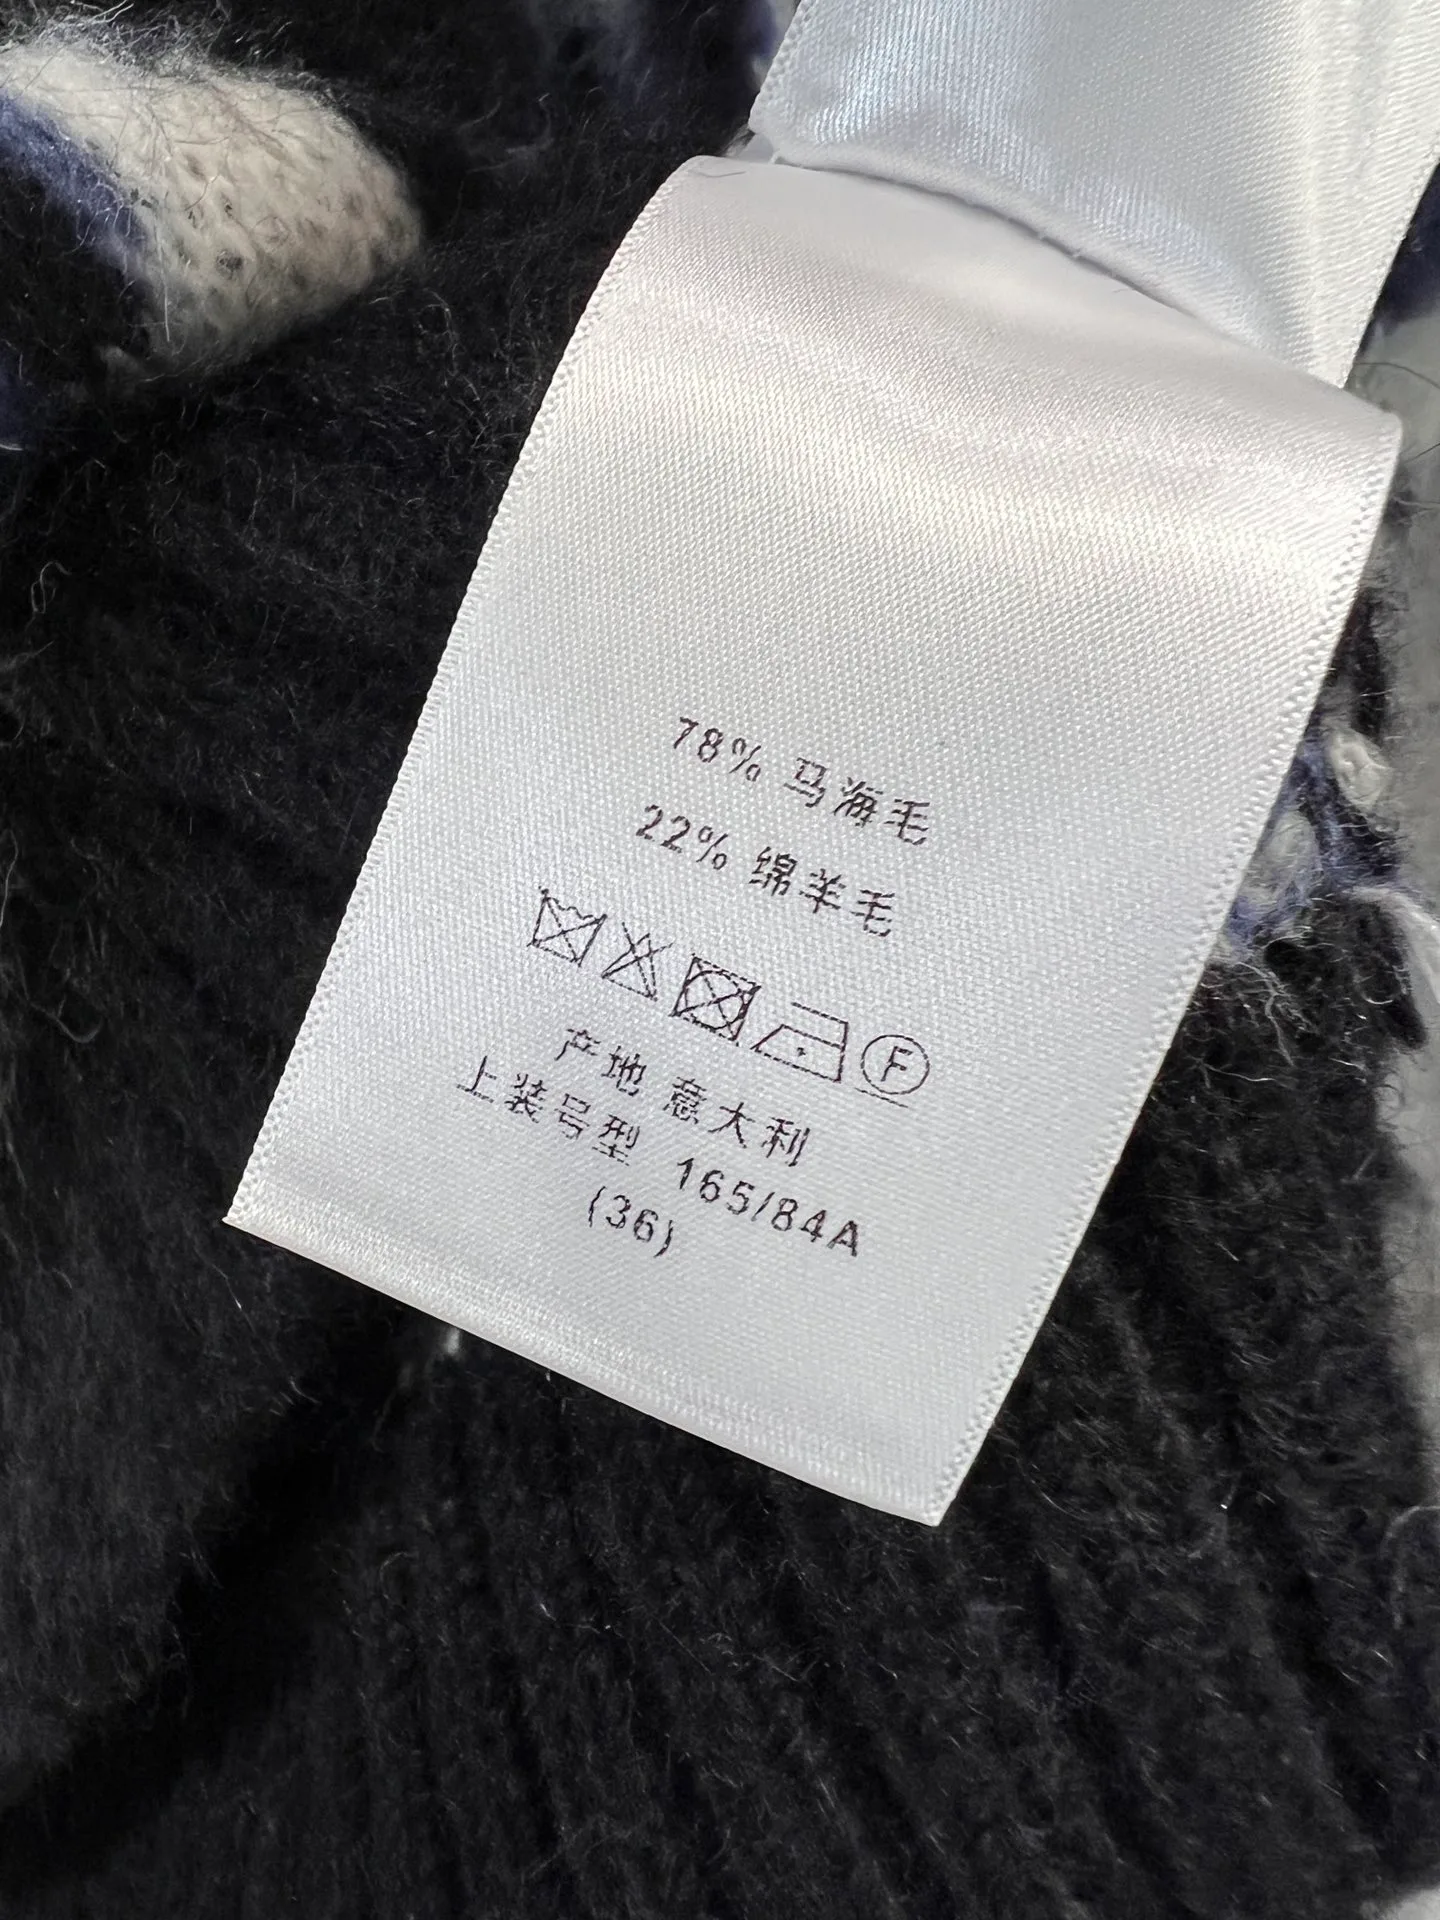 78% 马海毛
22% 绵羊毛
F
产地 意大利
上装号型 165/84A
(36)